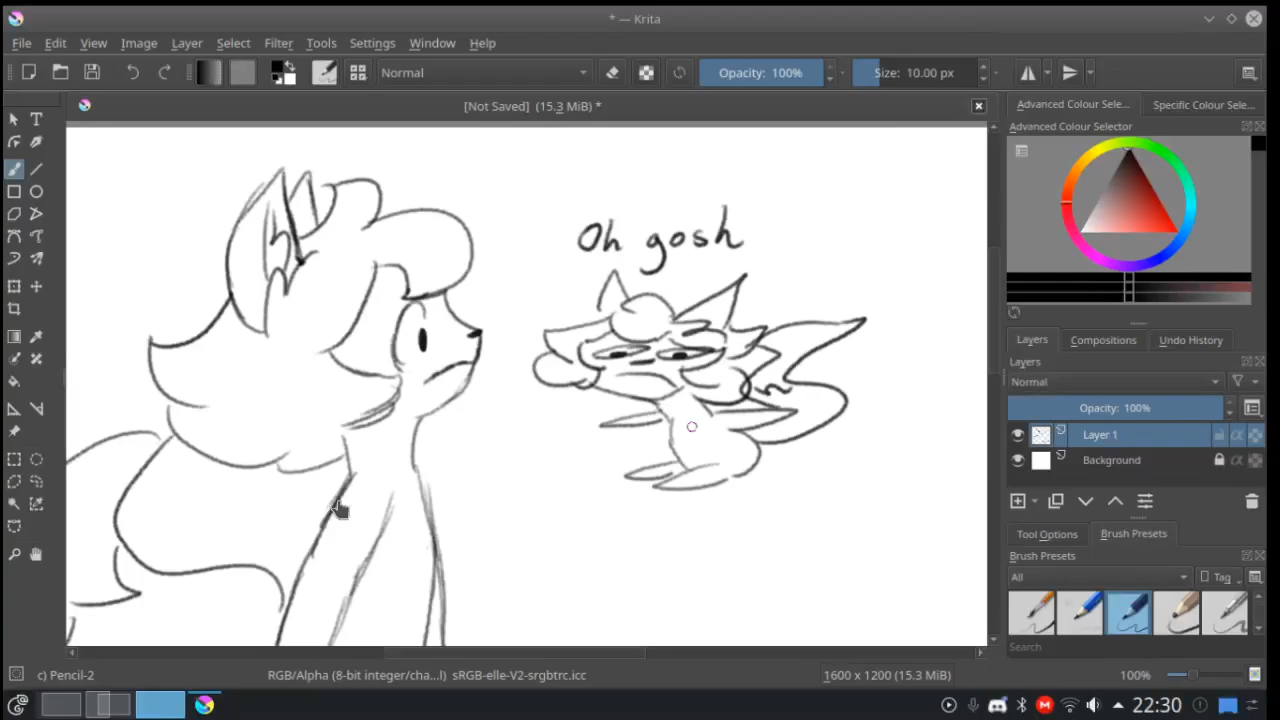 * — Krita
File Edit View Image Layer Select Filter Tools Settings Window Help
Normal Opacity: 100% Size: 10.00 px
[Not Saved] (15.3 MiB) *
Advanced Colour Sele... Specific Colour Sele...
Advanced Colour Selector
Oh gosh
Layers Compositions Undo History
Layers
Normal
Opacity: 100%
Layer 1
Background
Tool Options Brush Presets
Brush Presets
All Tag
Search
c) Pencil-2 RGB/Alpha (8-bit integer/cha...l) sRGB-elle-V2-srgbtrc.icc 1600 x 1200 (15.3 MiB) 100%
22:30